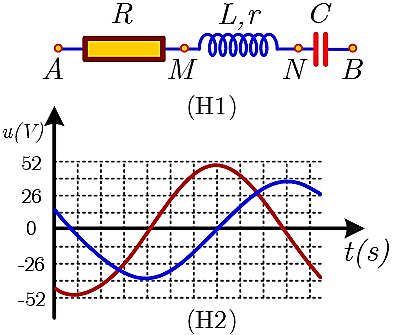 R L,r C
A M N B
(H1)
u(V)
52
26
0
-26
-52
t(s)
(H2)